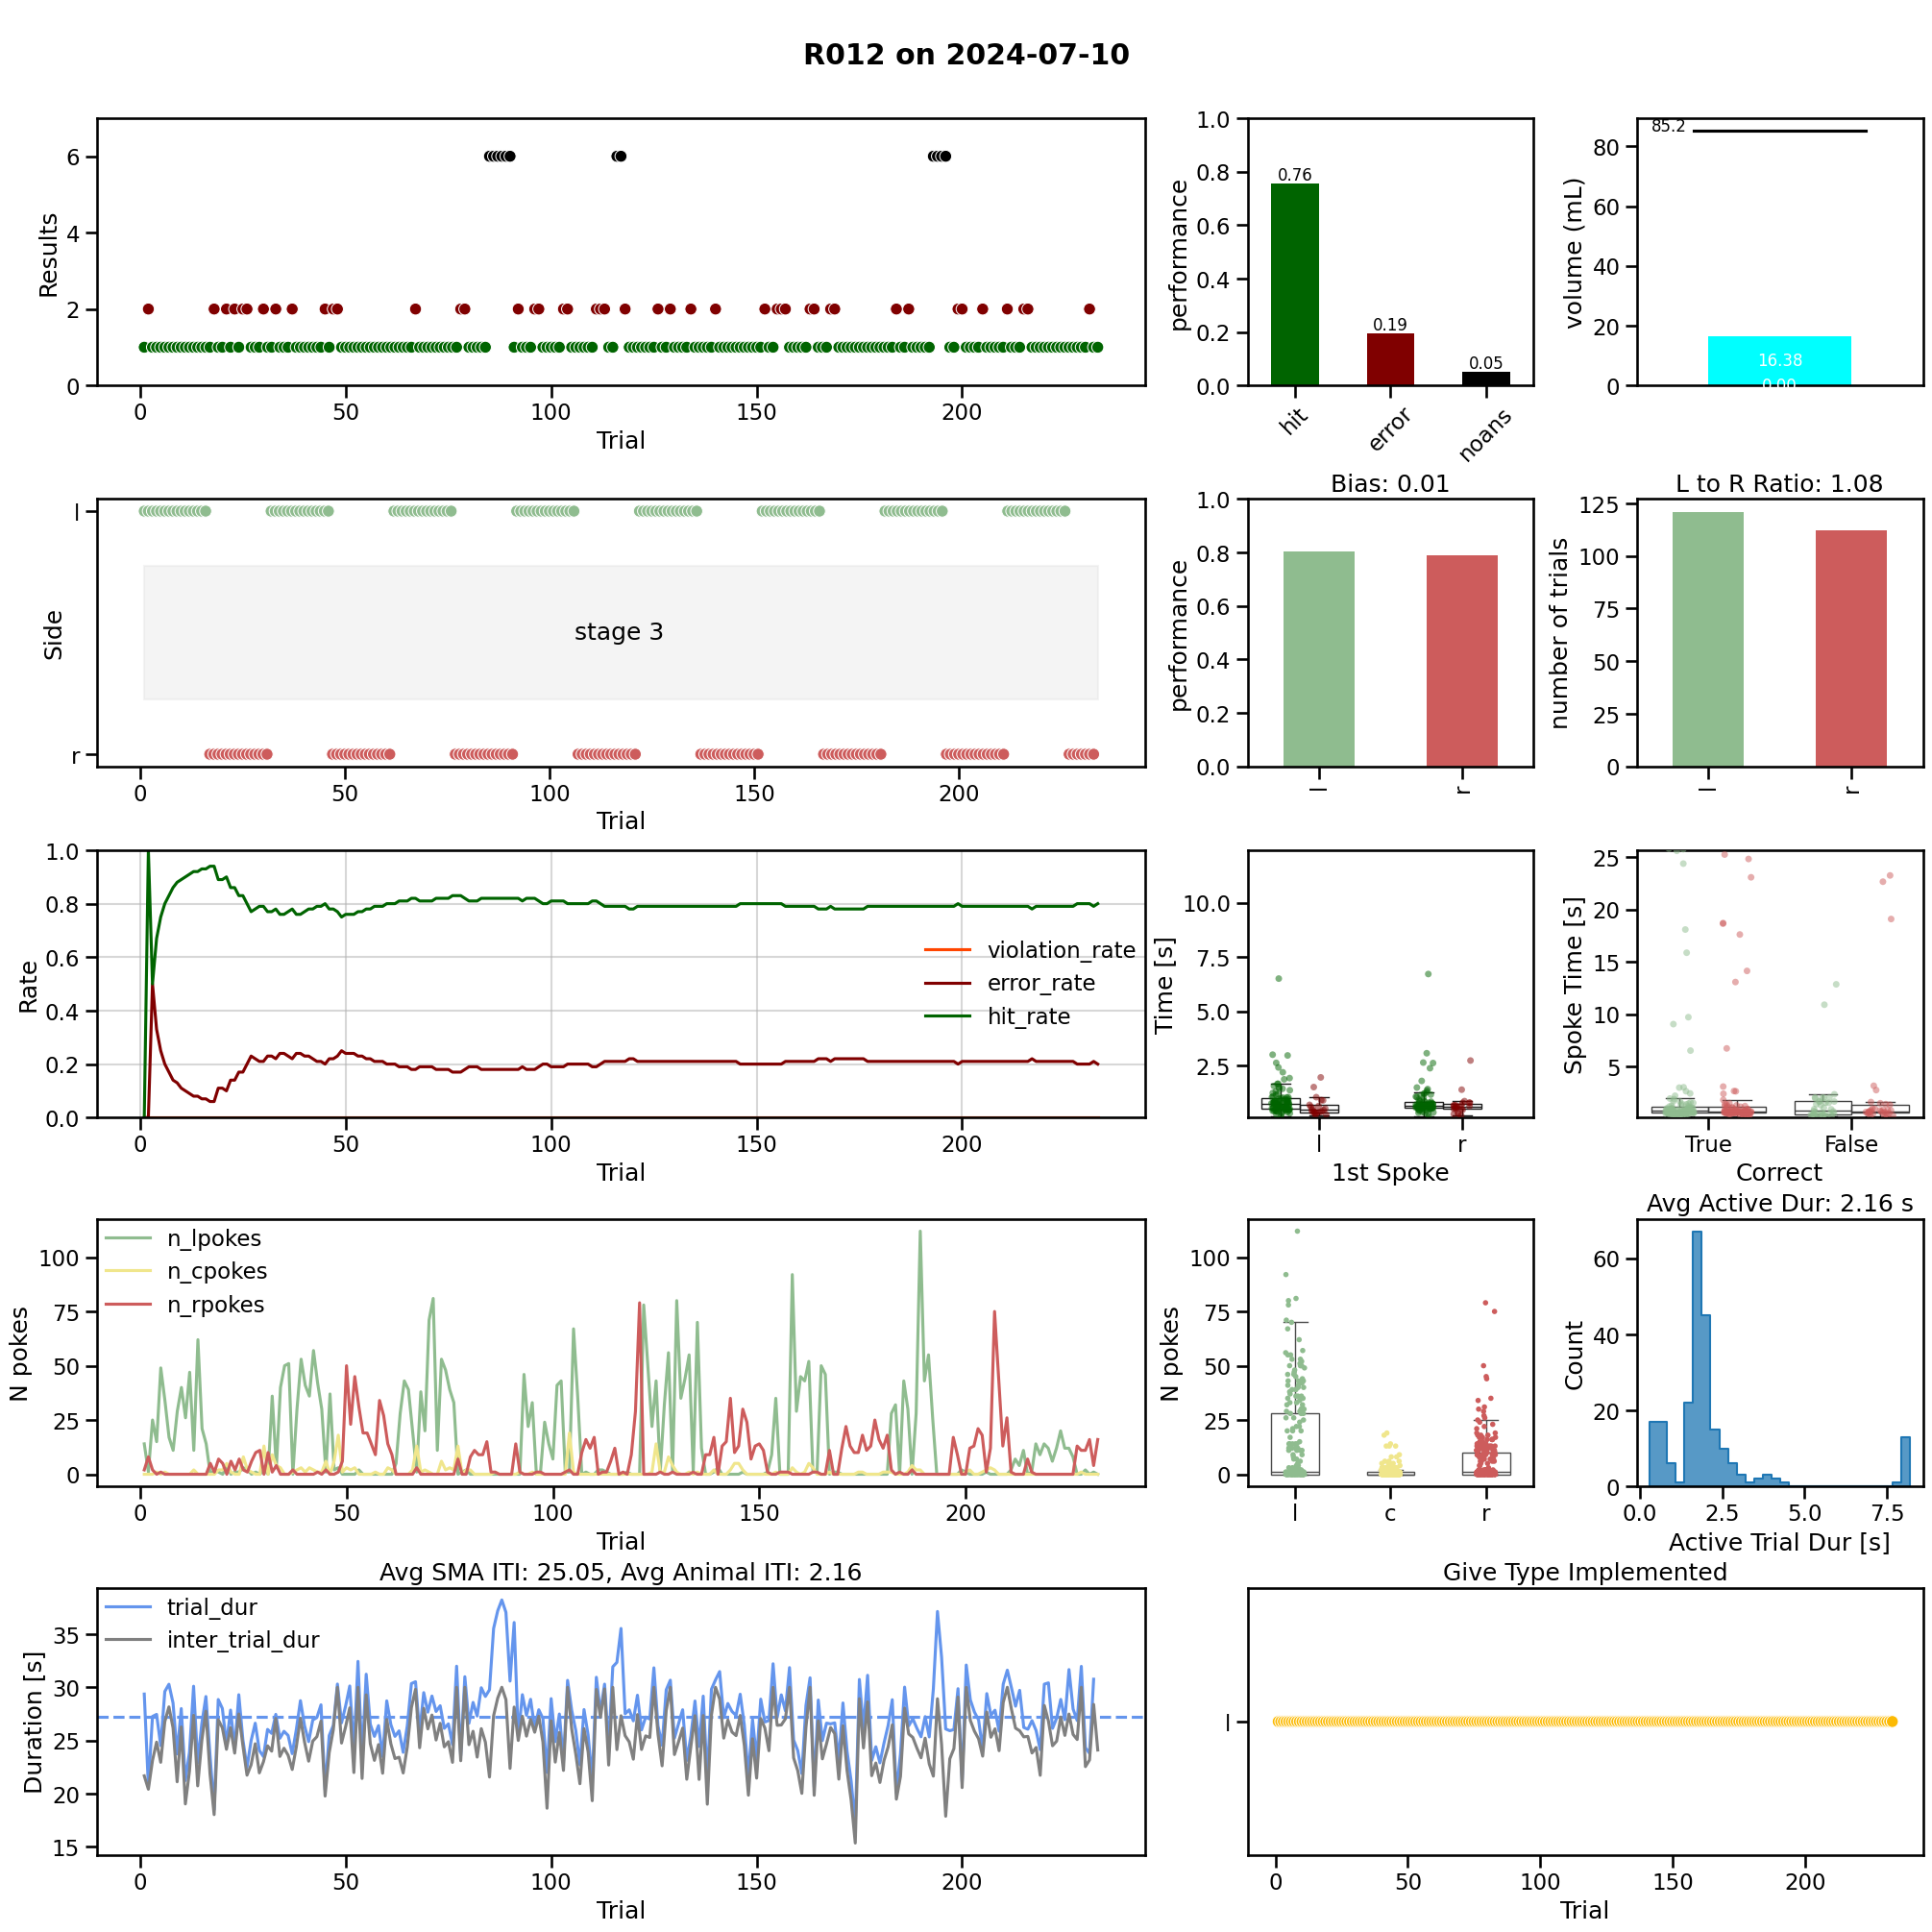 R012 on 2024-07-10
Results
6
4
2
0
0 50 100 150 200
Trial
performance
1.0
0.8
0.6
0.4
0.2
0.0
0.76
0.19
0.05
hit error noans
volume (mL)
80
60
40
20
0
85.2
16.38
0.00
Side
l
r
stage 3
0 50 100 150 200
Trial
Bias: 0.01
performance
1.0
0.8
0.6
0.4
0.2
0.0
l r
L to R Ratio: 1.08
number of trials
125
100
75
50
25
0
l r
Rate
1.0
0.8
0.6
0.4
0.2
0.0
violation_rate
error_rate
hit_rate
0 50 100 150 200
Trial
Time [s]
10.0
7.5
5.0
2.5
l r
1st Spoke
Spoke Time [s]
25
20
15
10
5
True False
Correct
N pokes
100
75
50
25
0
n_lpokes
n_cpokes
n_rpokes
0 50 100 150 200
Trial
N pokes
100
75
50
25
0
l c r
Avg Active Dur: 2.16 s
Count
60
40
20
0
0.0 2.5 5.0 7.5
Active Trial Dur [s]
Avg SMA ITI: 25.05, Avg Animal ITI: 2.16
Duration [s]
35
30
25
20
15
trial_dur
inter_trial_dur
0 50 100 150 200
Trial
Give Type Implemented
l
0 50 100 150 200
Trial